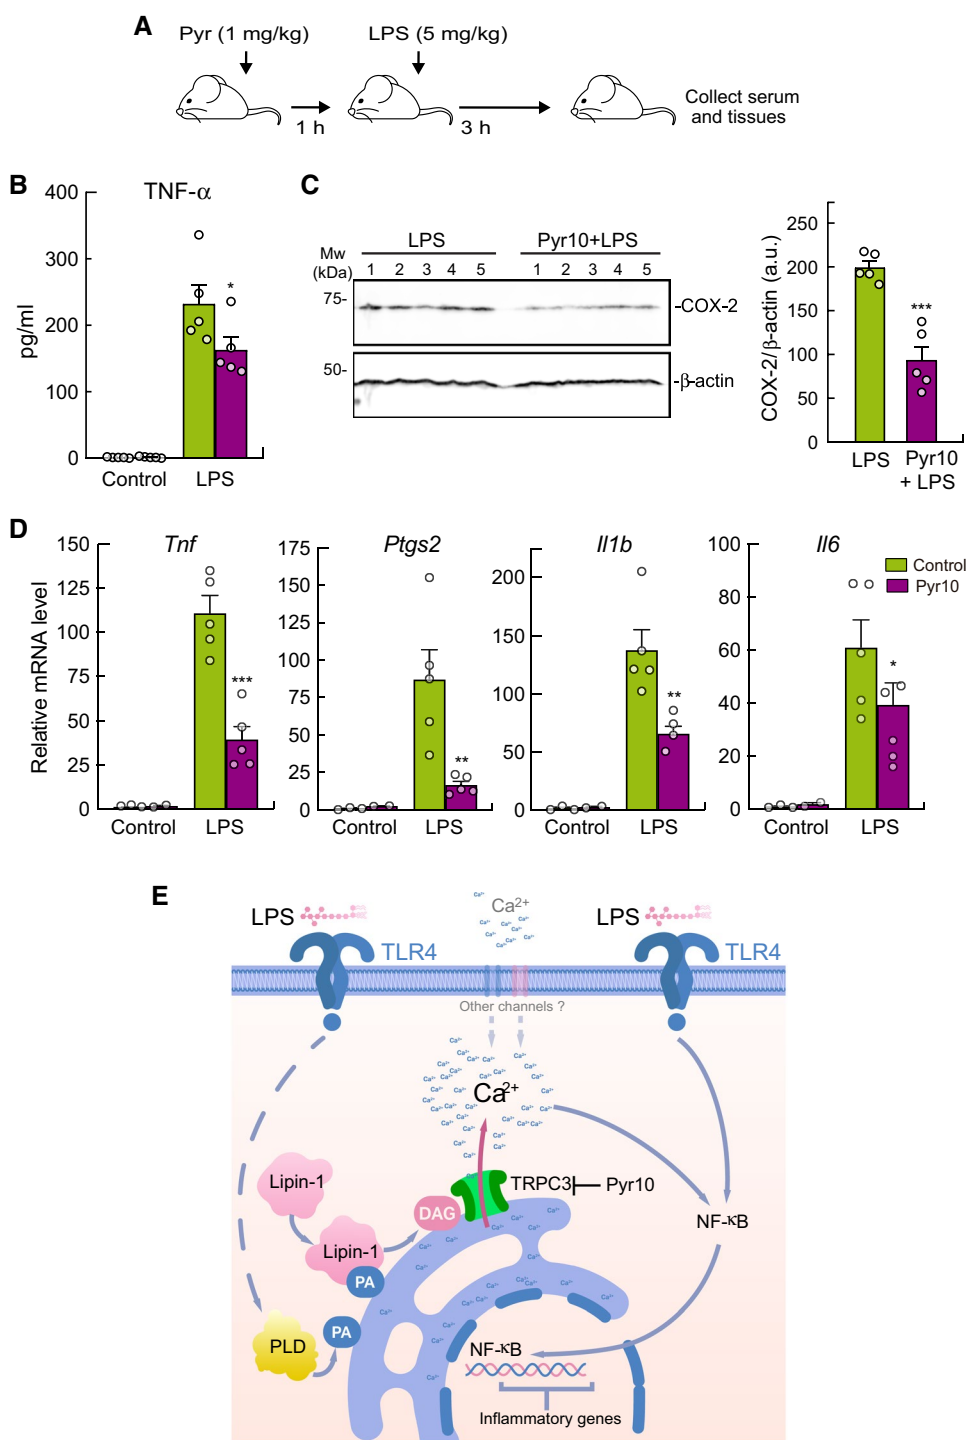 A
Pyr (1 mg/kg)
LPS (5 mg/kg)
1 h
3 h
Collect serum
and tissues
B
TNF-α
400
300
200
100
0
pg/ml
*
Control
LPS
C
Mw
(kDa)
LPS
Pyr10+LPS
1 2 3 4 5 1 2 3 4 5
75-
-COX-2
50-
-β-actin
COX-2/β-actin (a.u.)
250
200
150
100
50
0
***
LPS
Pyr10
+ LPS
D
Relative mRNA level
Tnf
150
125
100
75
50
25
0
***
Control
LPS
Ptgs2
175
150
125
100
75
50
25
0
**
Control
LPS
Il1b
200
150
100
50
0
**
Control
LPS
Il6
100
80
60
40
20
0
*
Control
LPS
Control
Pyr10
E
LPS
TLR4
Ca²⁺
LPS
TLR4
Other channels ?
Ca²⁺
TRPC3
Pyr10
DAG
Lipin-1
Lipin-1
PA
PA
PLD
NF-κB
NF-κB
Inflammatory genes